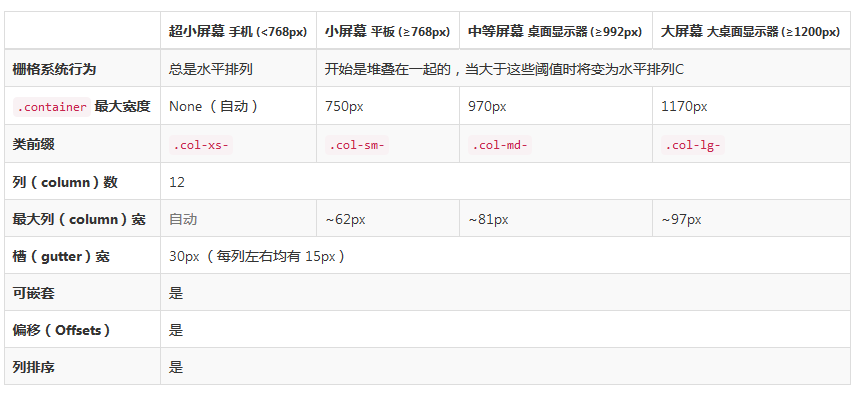 超小屏幕 手机 (<768px) 小屏幕 平板 (≥768px) 中等屏幕 桌面显示器 (≥992px) 大屏幕 大桌面显示器 (≥1200px)
栅格系统行为 总是水平排列 开始是堆叠在一起的，当大于这些阈值时将变为水平排列C
.container 最大宽度 None （自动） 750px 970px 1170px
类前缀 .col-xs- .col-sm- .col-md- .col-lg-
列（column）数 12
最大列（column）宽 自动 ~62px ~81px ~97px
槽（gutter）宽 30px （每列左右均有 15px）
可嵌套 是
偏移（Offsets） 是
列排序 是